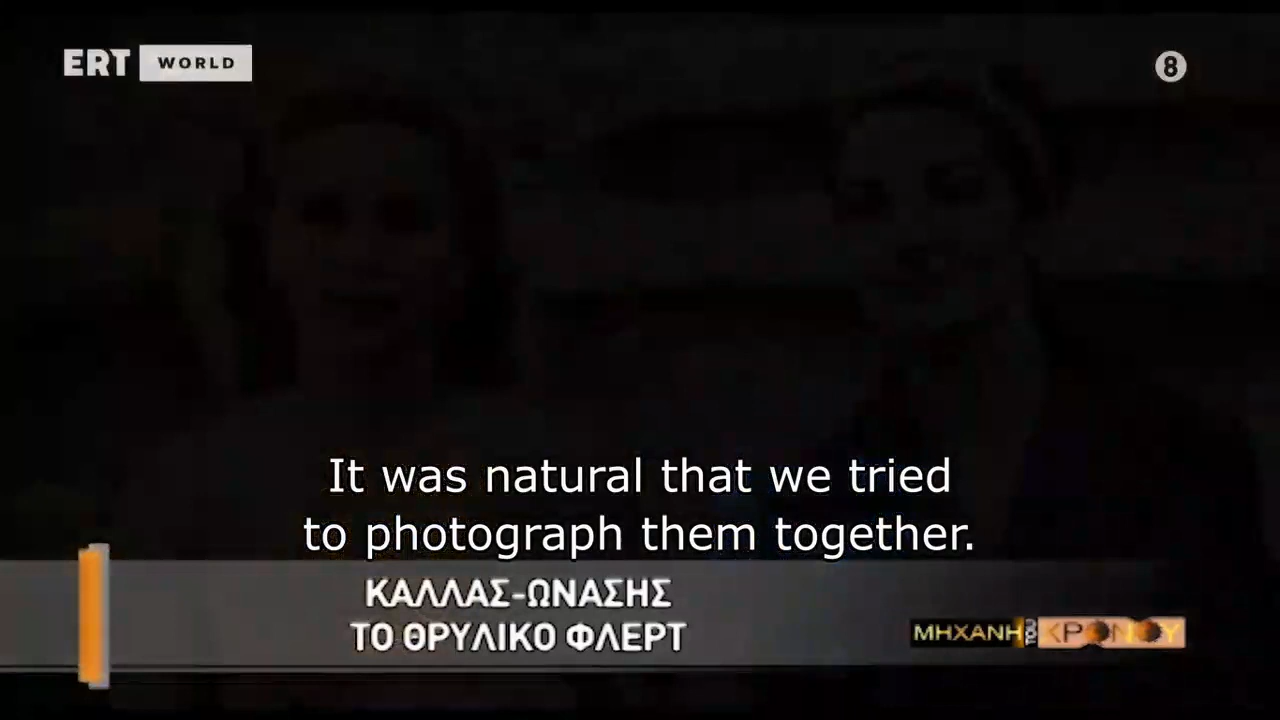 ERT WORLD
8
It was natural that we tried
to photograph them together.
ΚΑΛΛΑΣ-ΩΝΑΣΗΣ
ΤΟ ΘΡΥΛΙΚΟ ΦΛΕΡΤ
ΜΗΧΑΝΗ ΤΟΥ ΧΡΟΝΟΥ